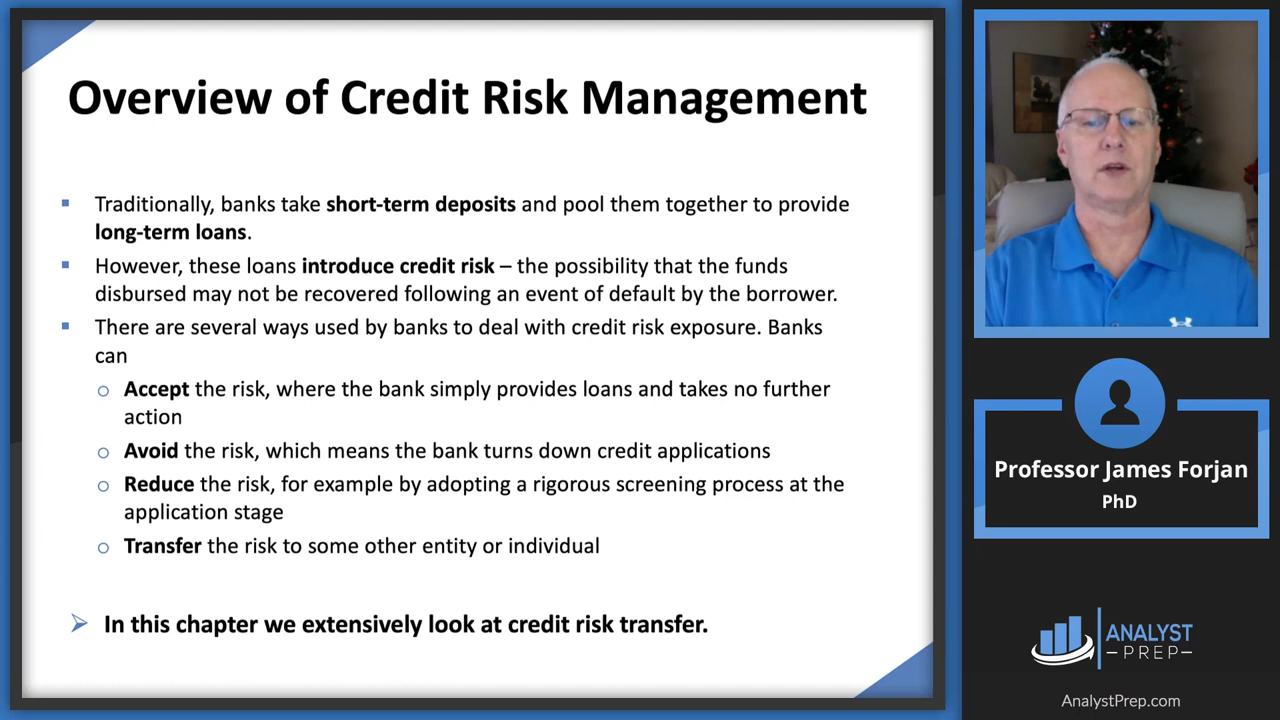 Overview of Credit Risk Management
Traditionally, banks take short-term deposits and pool them together to provide
long-term loans.
However, these loans introduce credit risk – the possibility that the funds
disbursed may not be recovered following an event of default by the borrower.
There are several ways used by banks to deal with credit risk exposure. Banks
can
Accept the risk, where the bank simply provides loans and takes no further
action
Avoid the risk, which means the bank turns down credit applications
Reduce the risk, for example by adopting a rigorous screening process at the
application stage
Transfer the risk to some other entity or individual
In this chapter we extensively look at credit risk transfer.
Professor James Forjan
PhD
ANALYST
–PREP–
AnalystPrep.com